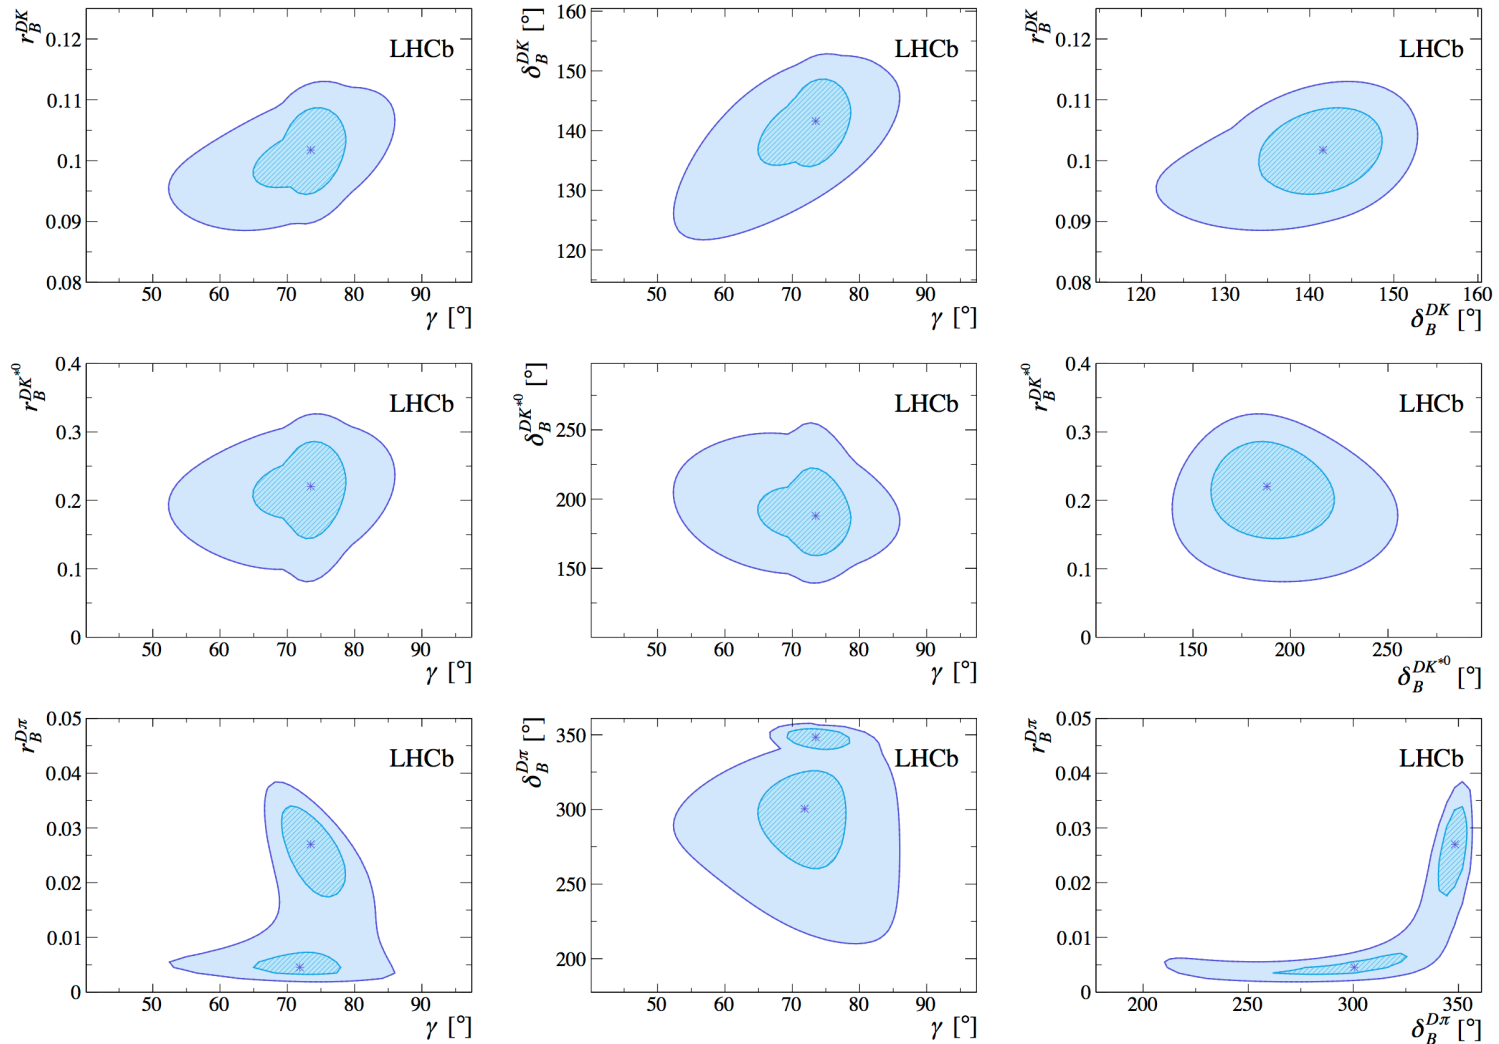 r_B^{DK}
0.12
0.11
0.1
0.09
0.08
LHCb
50 60 70 80 90
γ [°]
δ_B^{DK} [°]
160
150
140
130
120
LHCb
50 60 70 80 90
γ [°]
r_B^{DK}
0.12
0.11
0.1
0.09
0.08
LHCb
120 130 140 150 160
δ_B^{DK} [°]
r_B^{DK*0}
0.4
0.3
0.2
0.1
0
LHCb
50 60 70 80 90
γ [°]
δ_B^{DK*0} [°]
250
200
150
LHCb
50 60 70 80 90
γ [°]
r_B^{DK*0}
0.4
0.3
0.2
0.1
0
LHCb
150 200 250
δ_B^{DK*0} [°]
r_B^{Dπ}
0.05
0.04
0.03
0.02
0.01
0
LHCb
50 60 70 80 90
γ [°]
δ_B^{Dπ} [°]
350
300
250
200
LHCb
50 60 70 80 90
γ [°]
r_B^{Dπ}
0.05
0.04
0.03
0.02
0.01
0
LHCb
200 250 300 350
δ_B^{Dπ} [°]